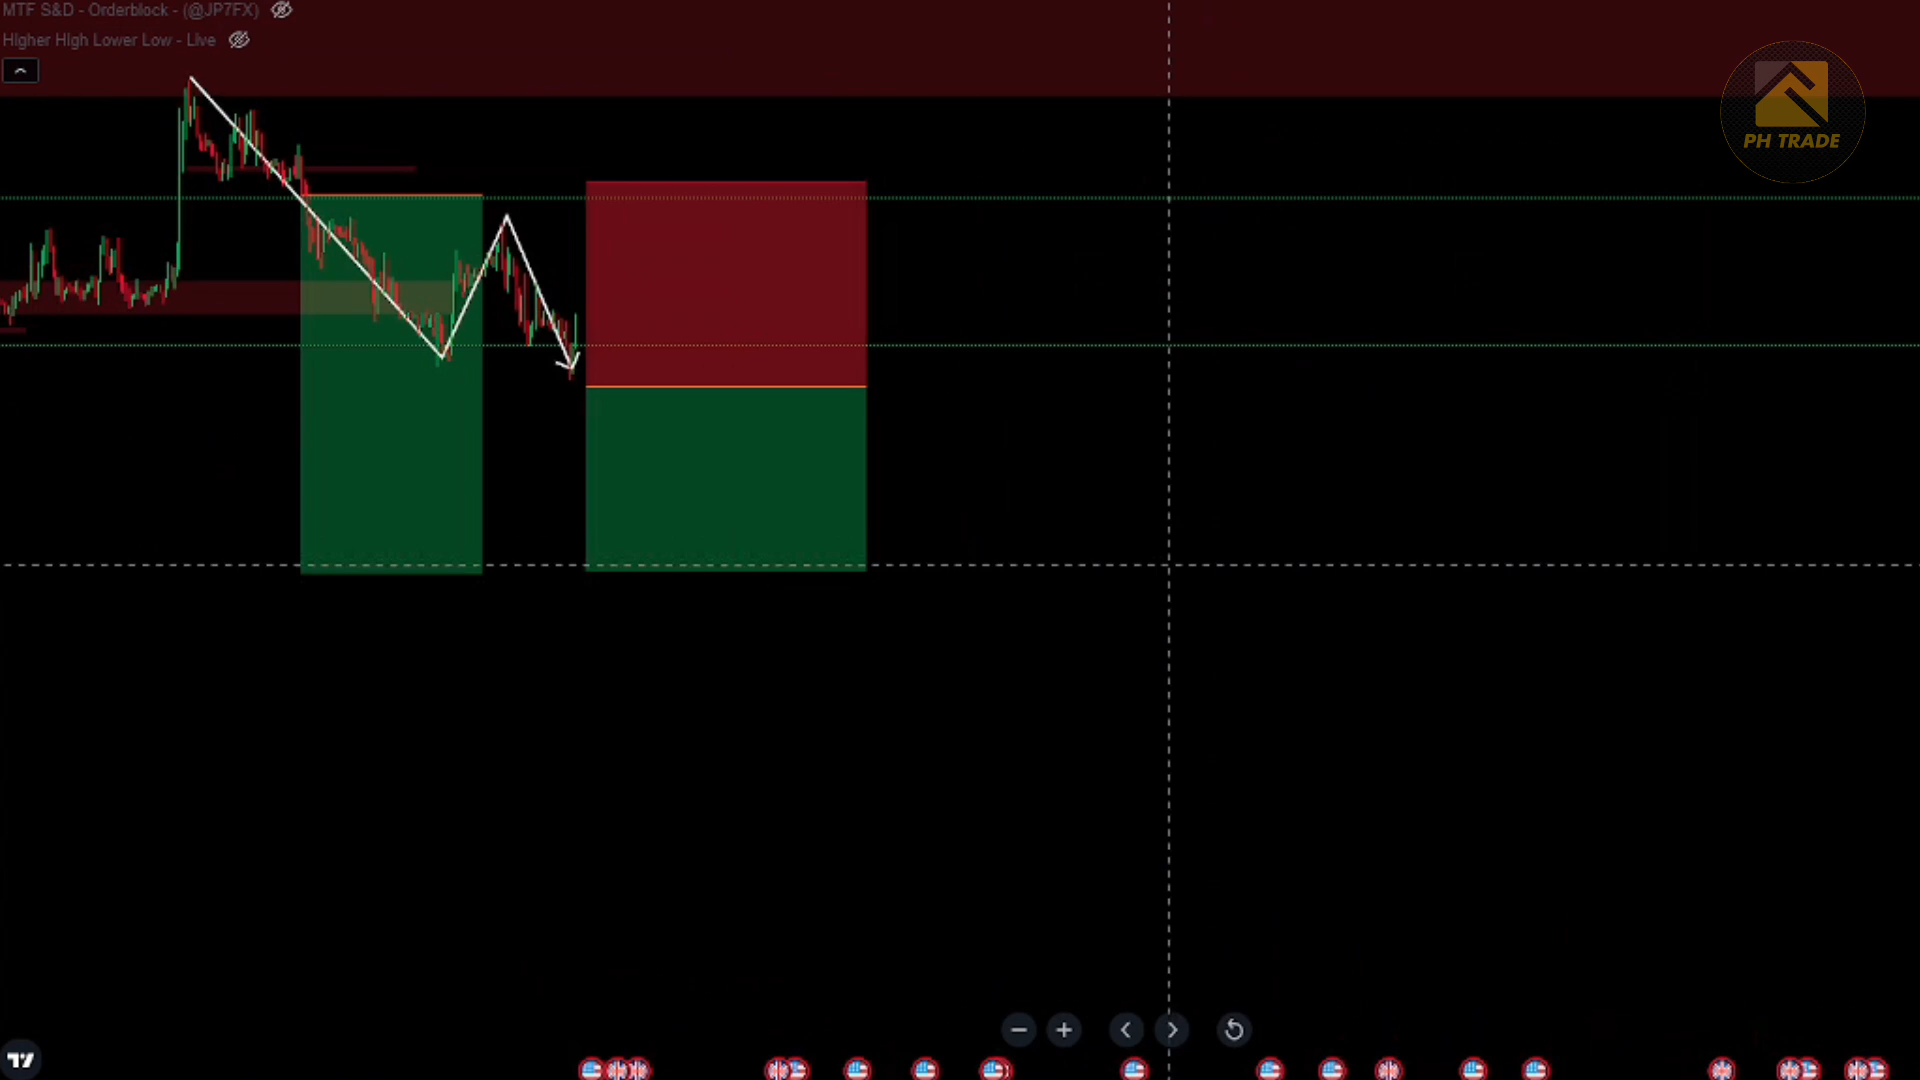 MTF S&D - Orderblock - (@JP7FX)
Higher High Lower Low - Live
PH TRADE